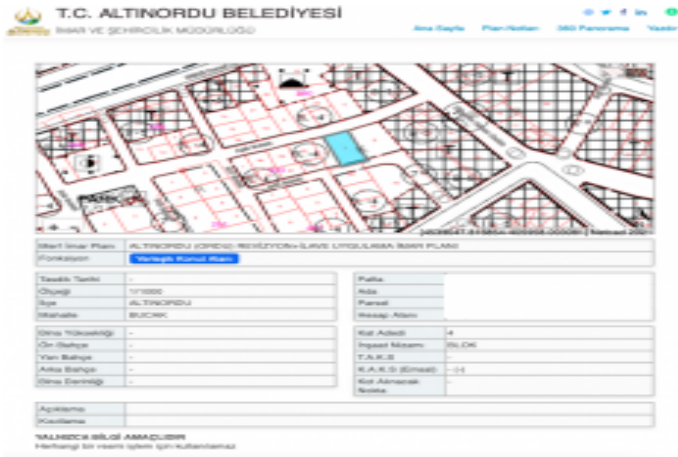 T.C. ALTINORDU BELEDİYESİ
İMAR VE ŞEHİRCİLİK MÜDÜRLÜĞÜ
Ana Sayfa Plan Notları 360 Panorama Yazdır
PARK
Mer'i İmar Planı ALTINORDU (ORDU) REVİZYON+İLAVE UYGULAMA İMAR PLANI
Fonksiyon Yerleşik Konut Alanı
Tasdik Tarihi -
Ölçeği 1/1000
İlçe ALTINORDU
Mahalle BUCAK
Pafta
Ada
Parsel
Hesap Alanı
Bina Yüksekliği -
Ön Bahçe -
Yan Bahçe -
Arka Bahçe -
Bina Derinliği -
Kat Adedi 4
İnşaat Nizamı BLOK
T.A.K.S -
K.A.K.S (Emsal) - (-)
Kot Alınacak Nokta -
Açıklama
Kısıtlama
YALNIZCA BİLGİ AMAÇLIDIR
Herhangi bir resmi işlem için kullanılamaz